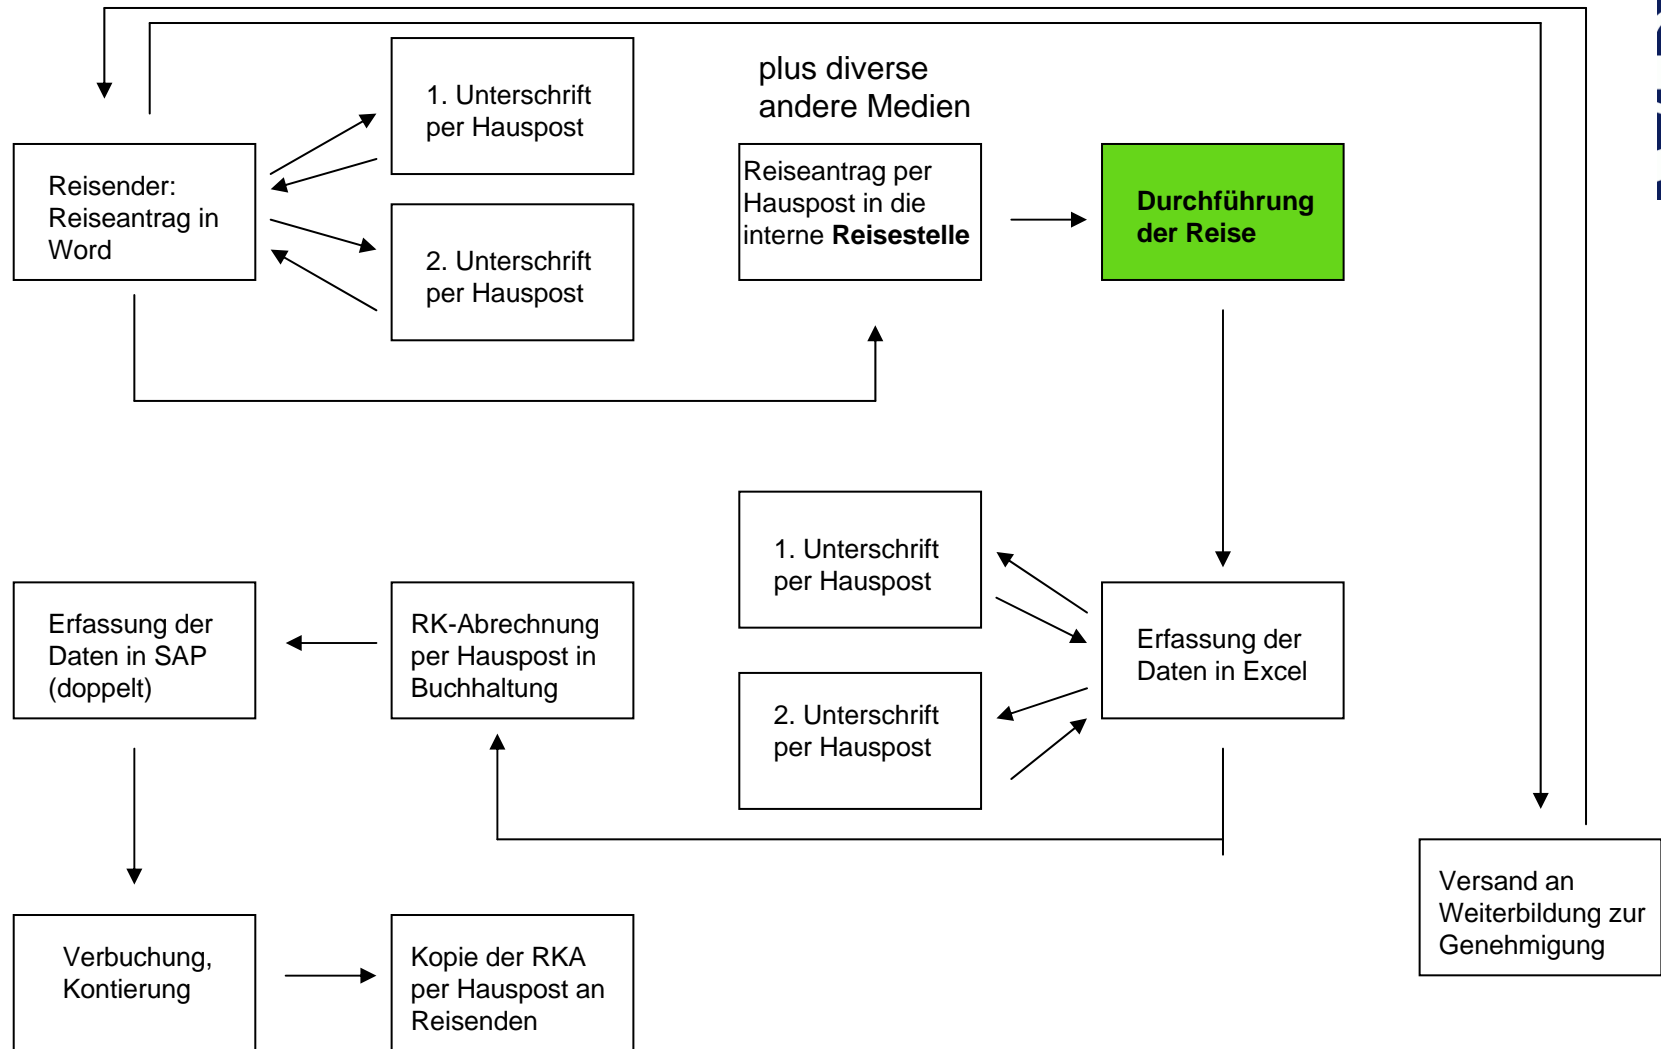 1. Unterschrift
per Hauspost
plus diverse
andere Medien
Reisender:
Reiseantrag in
Word
2. Unterschrift
per Hauspost
Reiseantrag per
Hauspost in die
interne Reisestelle
Durchführung
der Reise
1. Unterschrift
per Hauspost
Erfassung der
Daten in Excel
2. Unterschrift
per Hauspost
RK-Abrechnung
per Hauspost in
Buchhaltung
Erfassung der
Daten in SAP
(doppelt)
Verbuchung,
Kontierung
Kopie der RKA
per Hauspost an
Reisenden
Versand an
Weiterbildung zur
Genehmigung